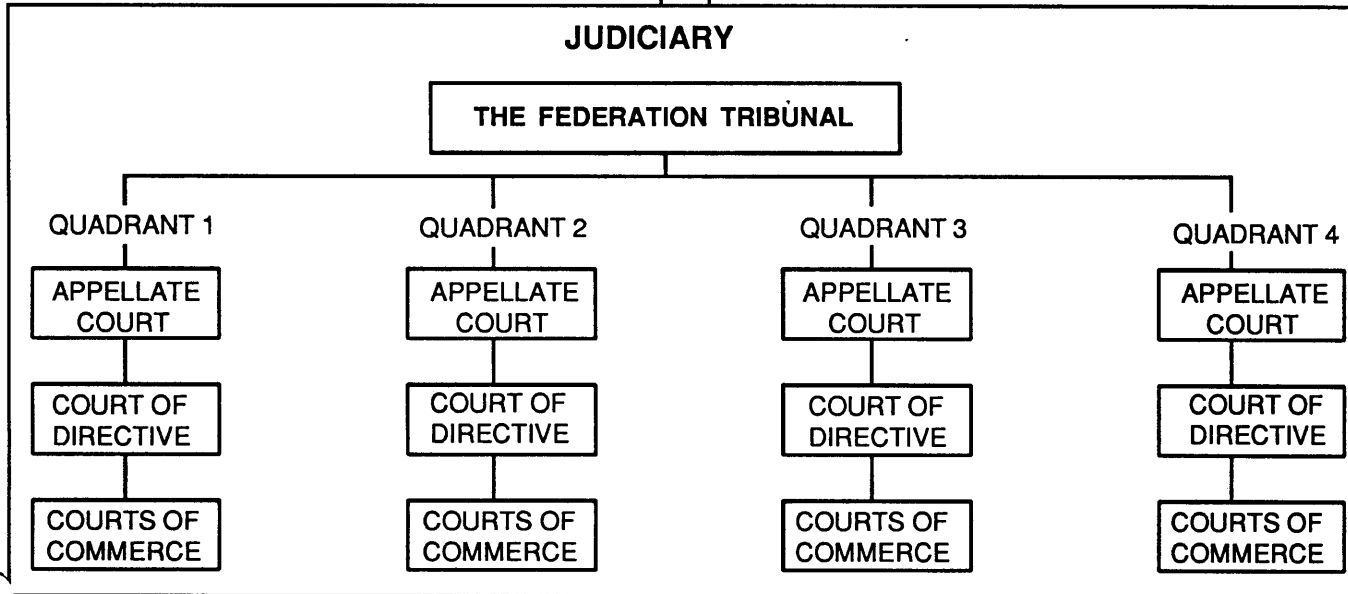 JUDICIARY
THE FEDERATION TRIBUNAL
QUADRANT 1
QUADRANT 2
QUADRANT 3
QUADRANT 4
APPELLATE
COURT
APPELLATE
COURT
APPELLATE
COURT
APPELLATE
COURT
COURT OF
DIRECTIVE
COURT OF
DIRECTIVE
COURT OF
DIRECTIVE
COURT OF
DIRECTIVE
COURTS OF
COMMERCE
COURTS OF
COMMERCE
COURTS OF
COMMERCE
COURTS OF
COMMERCE